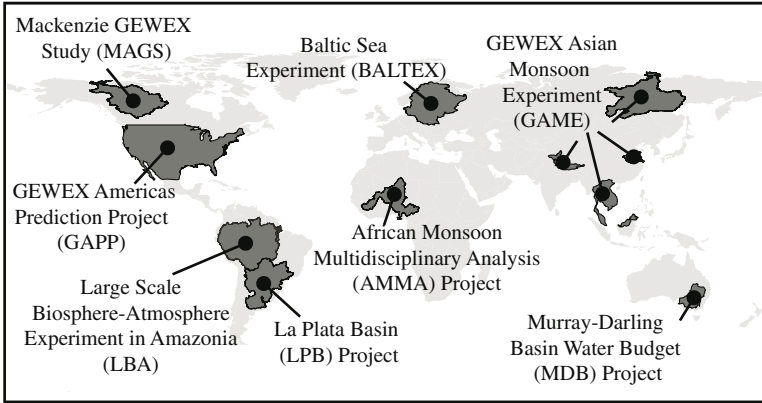 Mackenzie GEWEX
Study (MAGS)
Baltic Sea
Experiment (BALTEX)
GEWEX Asian
Monsoon
Experiment
(GAME)
GEWEX Americas
Prediction Project
(GAPP)
African Monsoon
Multidisciplinary Analysis
(AMMA) Project
Large Scale
Biosphere-Atmosphere
Experiment in Amazonia
(LBA)
La Plata Basin
(LPB) Project
Murray-Darling
Basin Water Budget
(MDB) Project